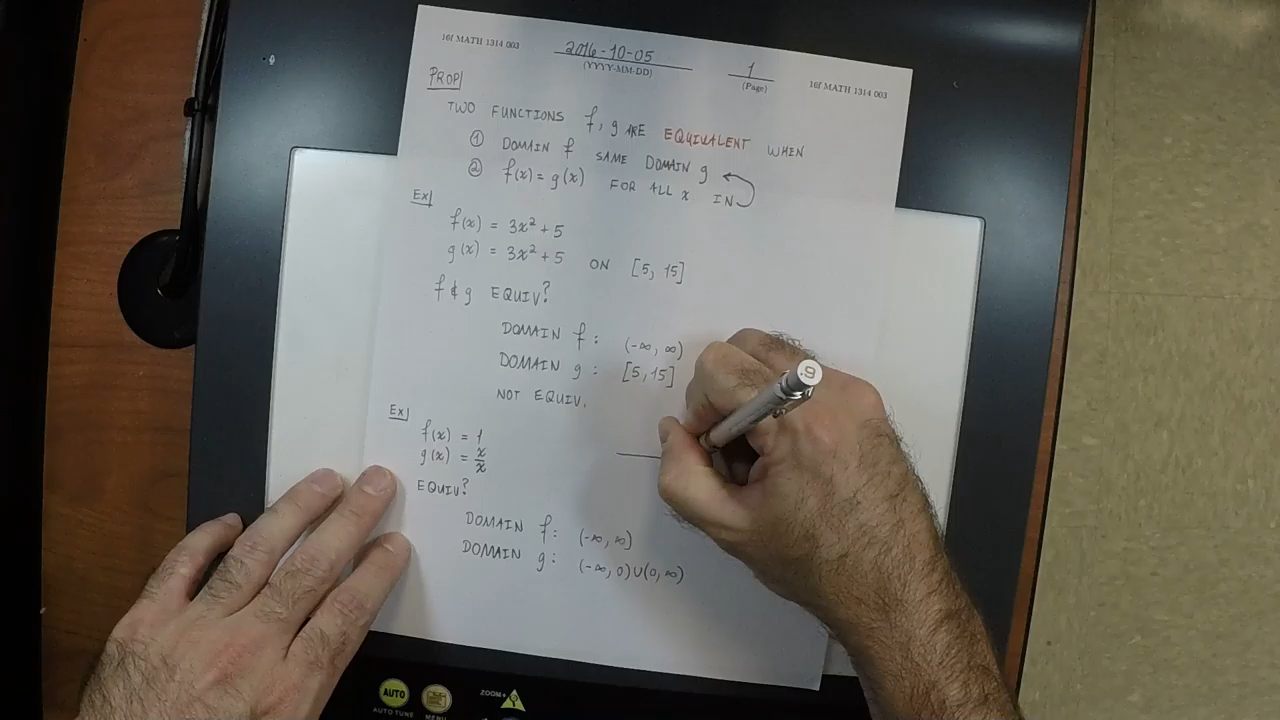 16f MATH 1314 003
2016-10-05
(YYYY-MM-DD)
1
(Page)
16f MATH 1314 003
PROP
TWO FUNCTIONS f, g ARE EQUIVALENT WHEN
① DOMAIN f SAME DOMAIN g
② f(x) = g(x) FOR ALL x IN
EX
f(x) = 3x² + 5
g(x) = 3x² + 5 ON [5, 15]
f & g EQUIV?
DOMAIN f : (-∞, ∞)
DOMAIN g : [5, 15]
NOT EQUIV.
EX
f(x) = 1
g(x) = x/x
EQUIV?
DOMAIN f: (-∞, ∞)
DOMAIN g: (-∞, 0)∪(0, ∞)
.9
AUTO
AUTO TUNE
MENU
ZOOM+